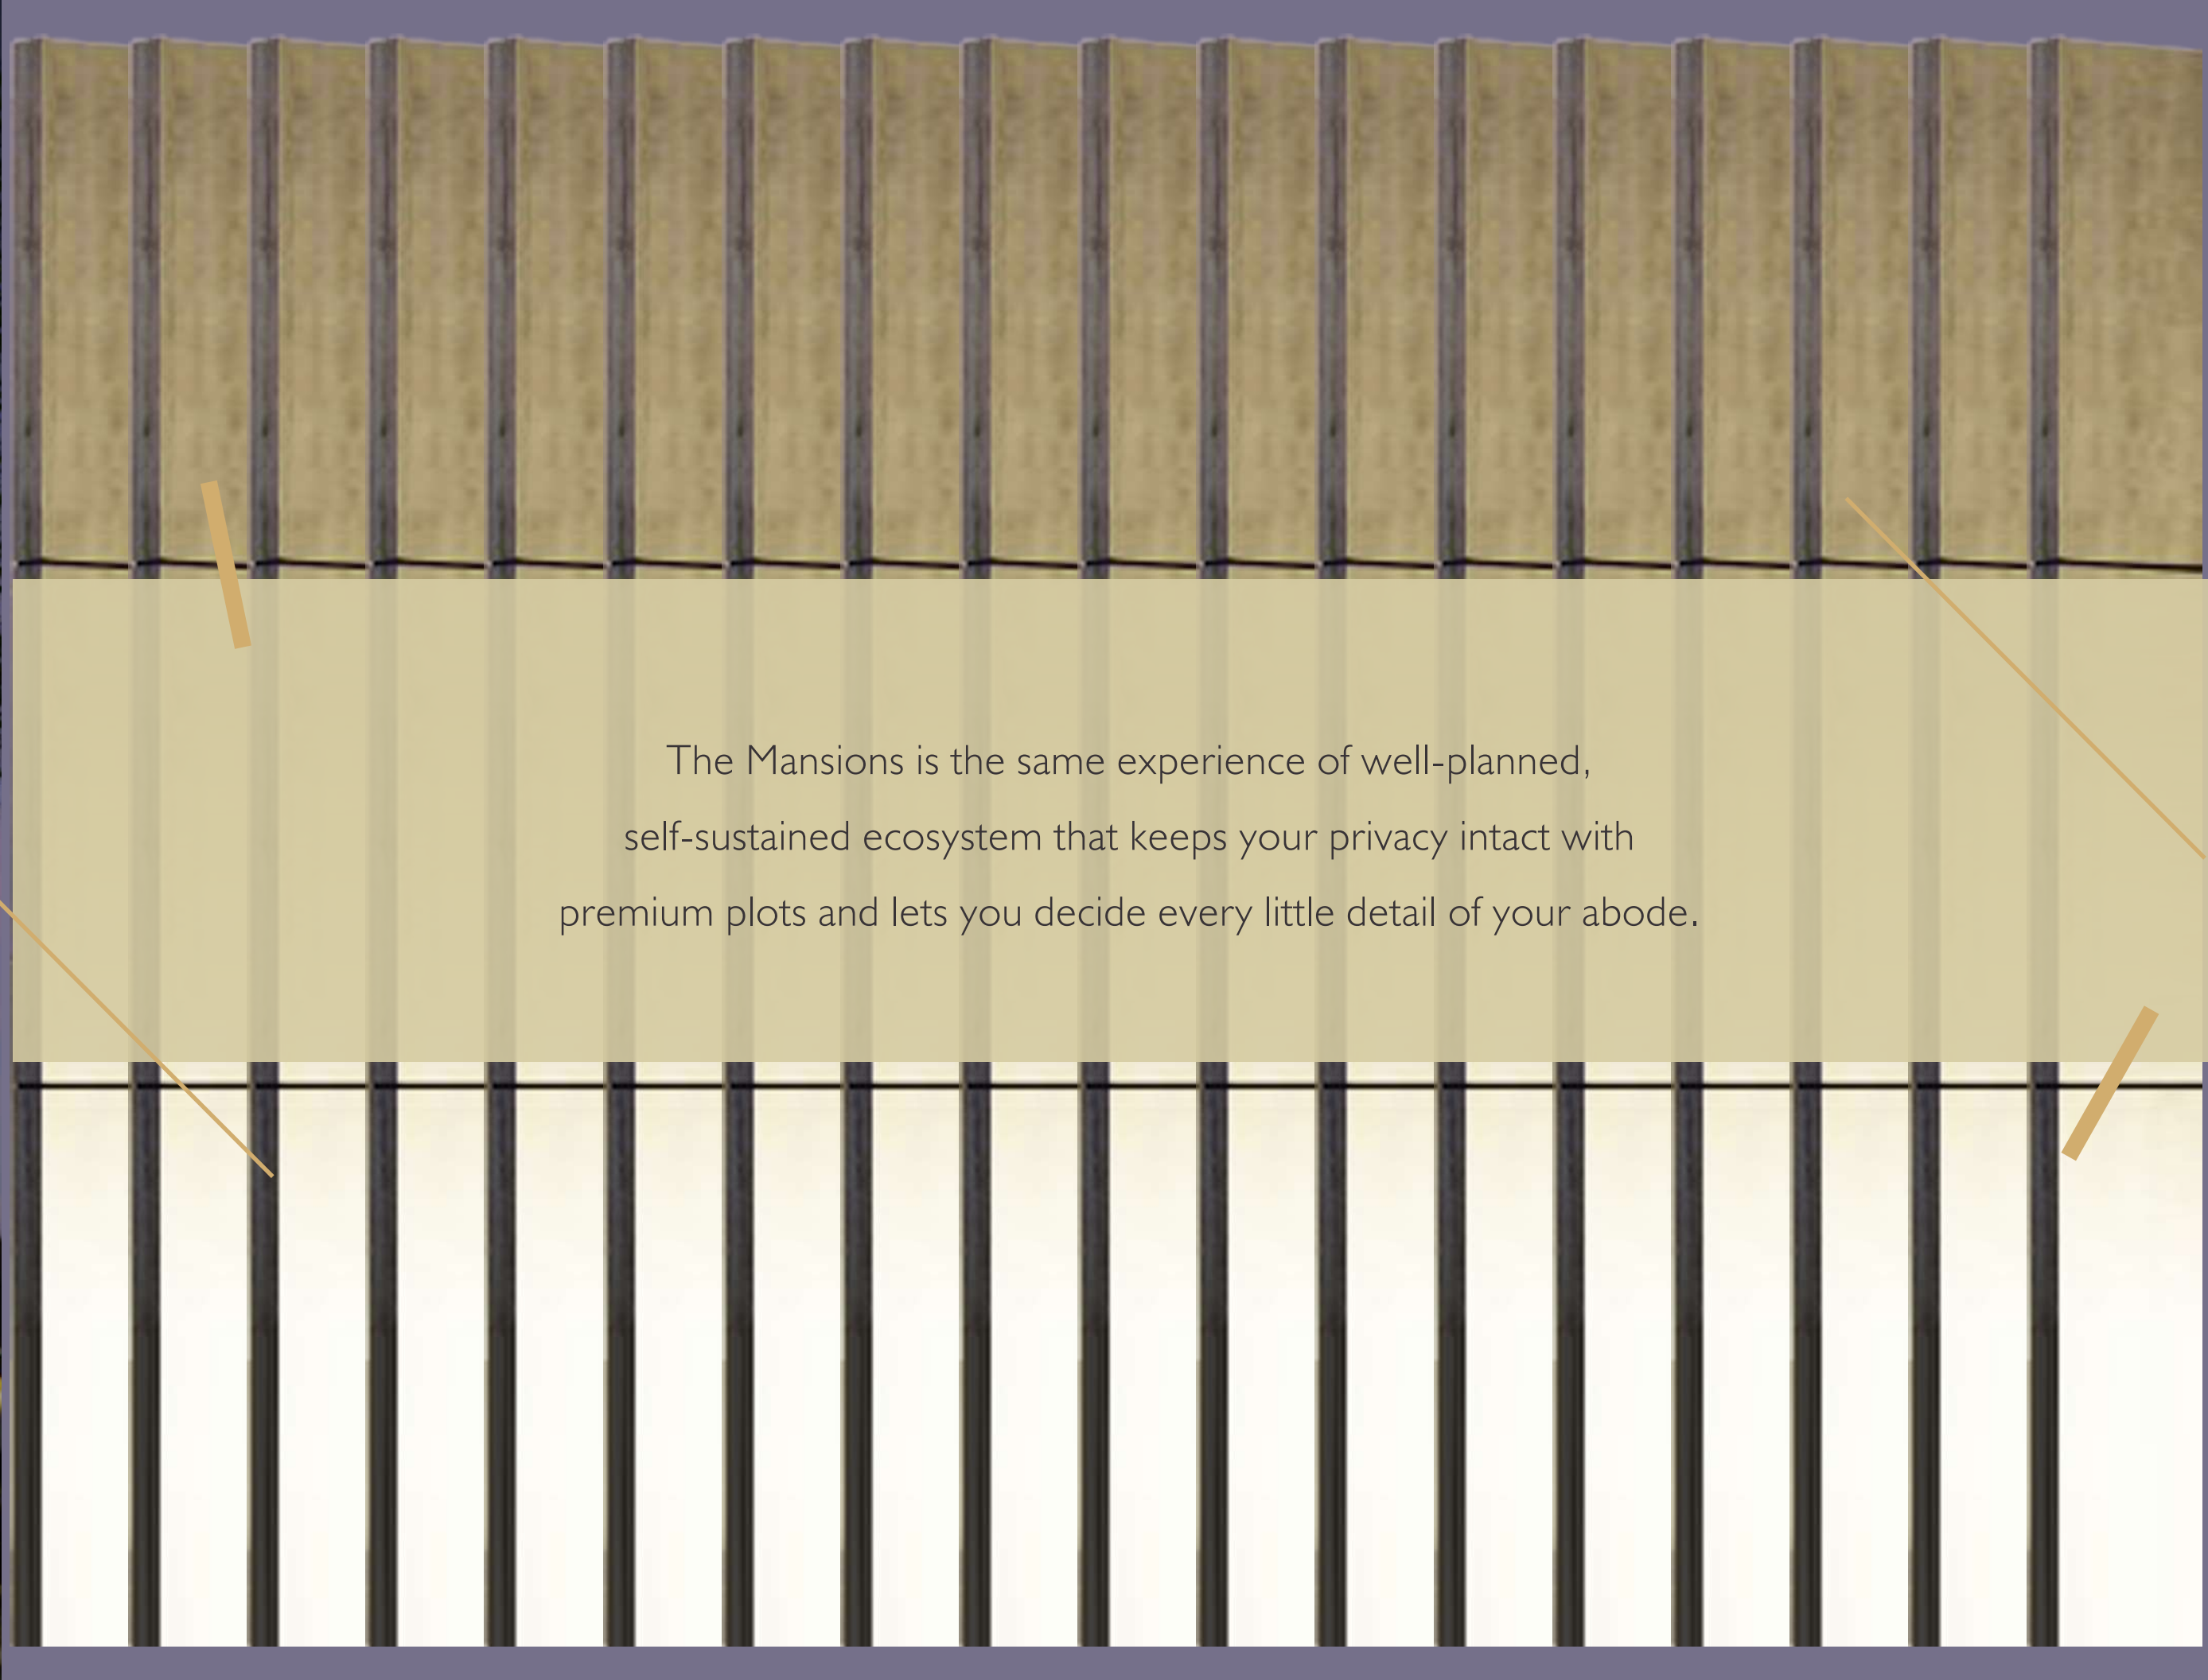 The Mansions is the same experience of well-planned,
self-sustained ecosystem that keeps your privacy intact with
premium plots and lets you decide every little detail of your abode.